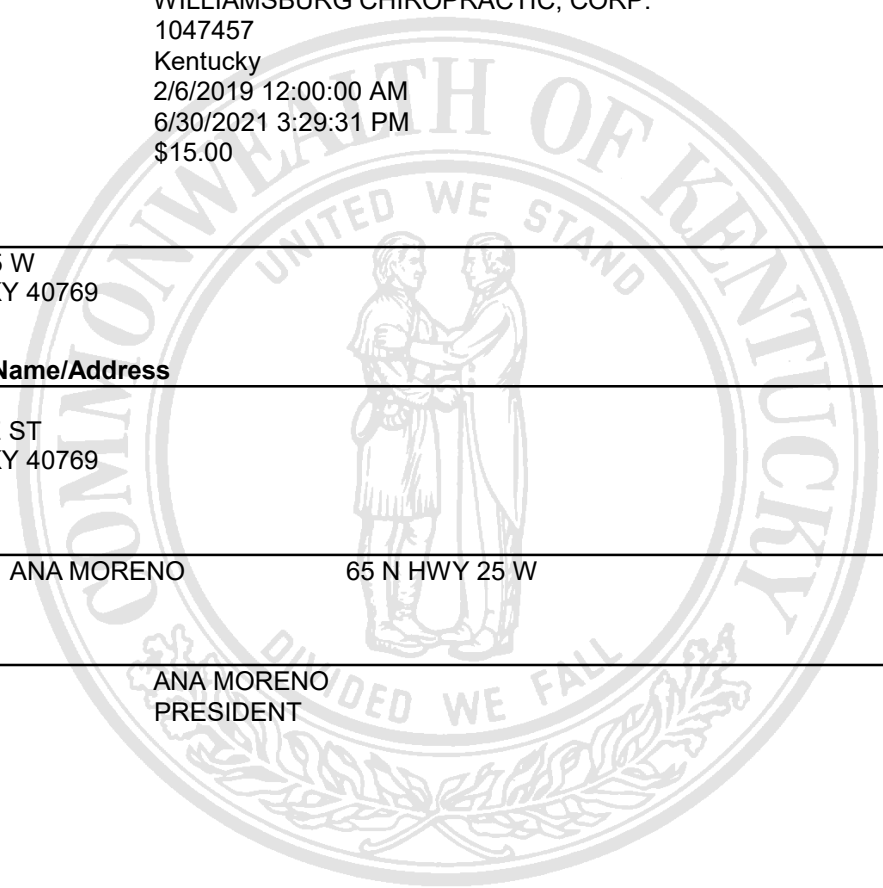 WILLIAMSBURG CHIROPRACTIC, CORP.
1047457
Kentucky
2/6/2019 12:00:00 AM
6/30/2021 3:29:31 PM
$15.00
COMMONWEALTH OF KENTUCKY
UNITED WE STAND
W
KY 40769
Name/Address
ST
KY 40769
ANA MORENO 65 N HWY 25 W
ANA MORENO
PRESIDENT
DIVIDED WE FALL